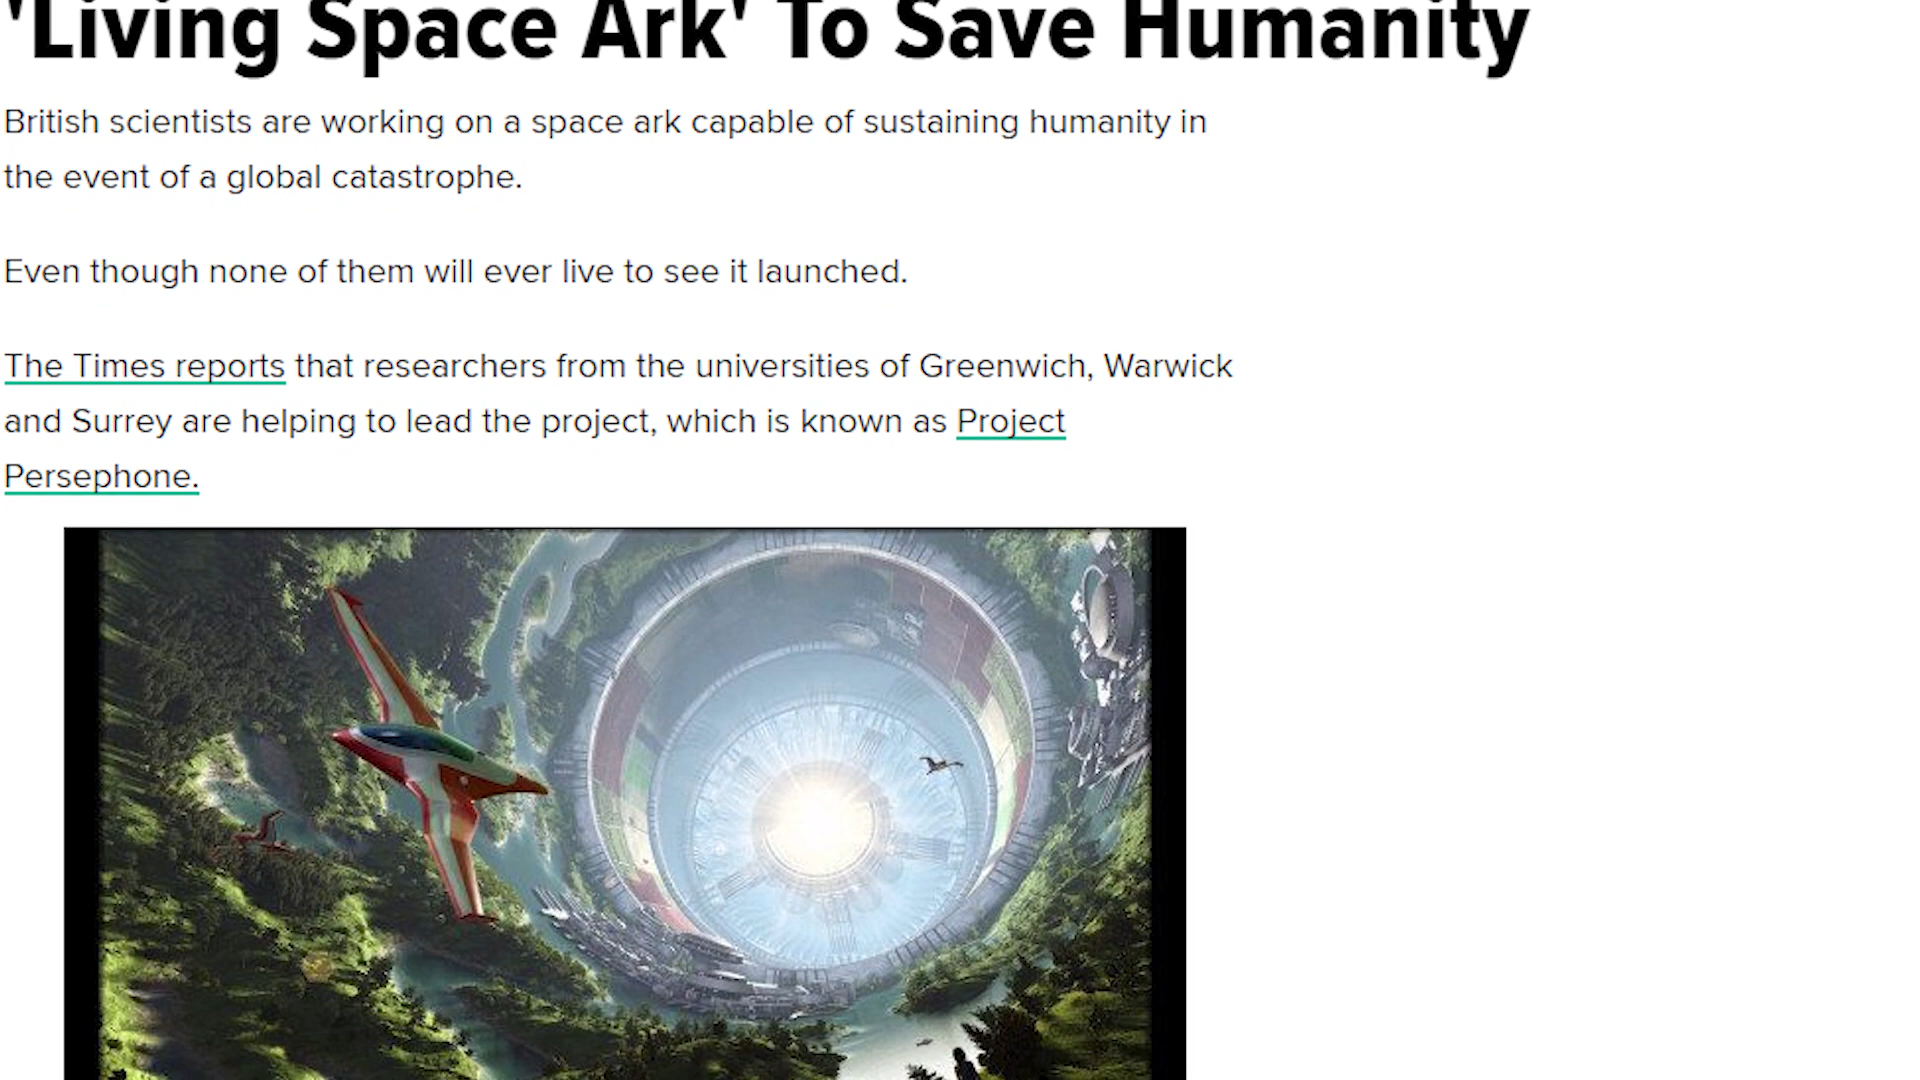 'Living Space Ark' To Save Humanity
British scientists are working on a space ark capable of sustaining humanity in
the event of a global catastrophe.
Even though none of them will ever live to see it launched.
The Times reports that researchers from the universities of Greenwich, Warwick
and Surrey are helping to lead the project, which is known as Project
Persephone.